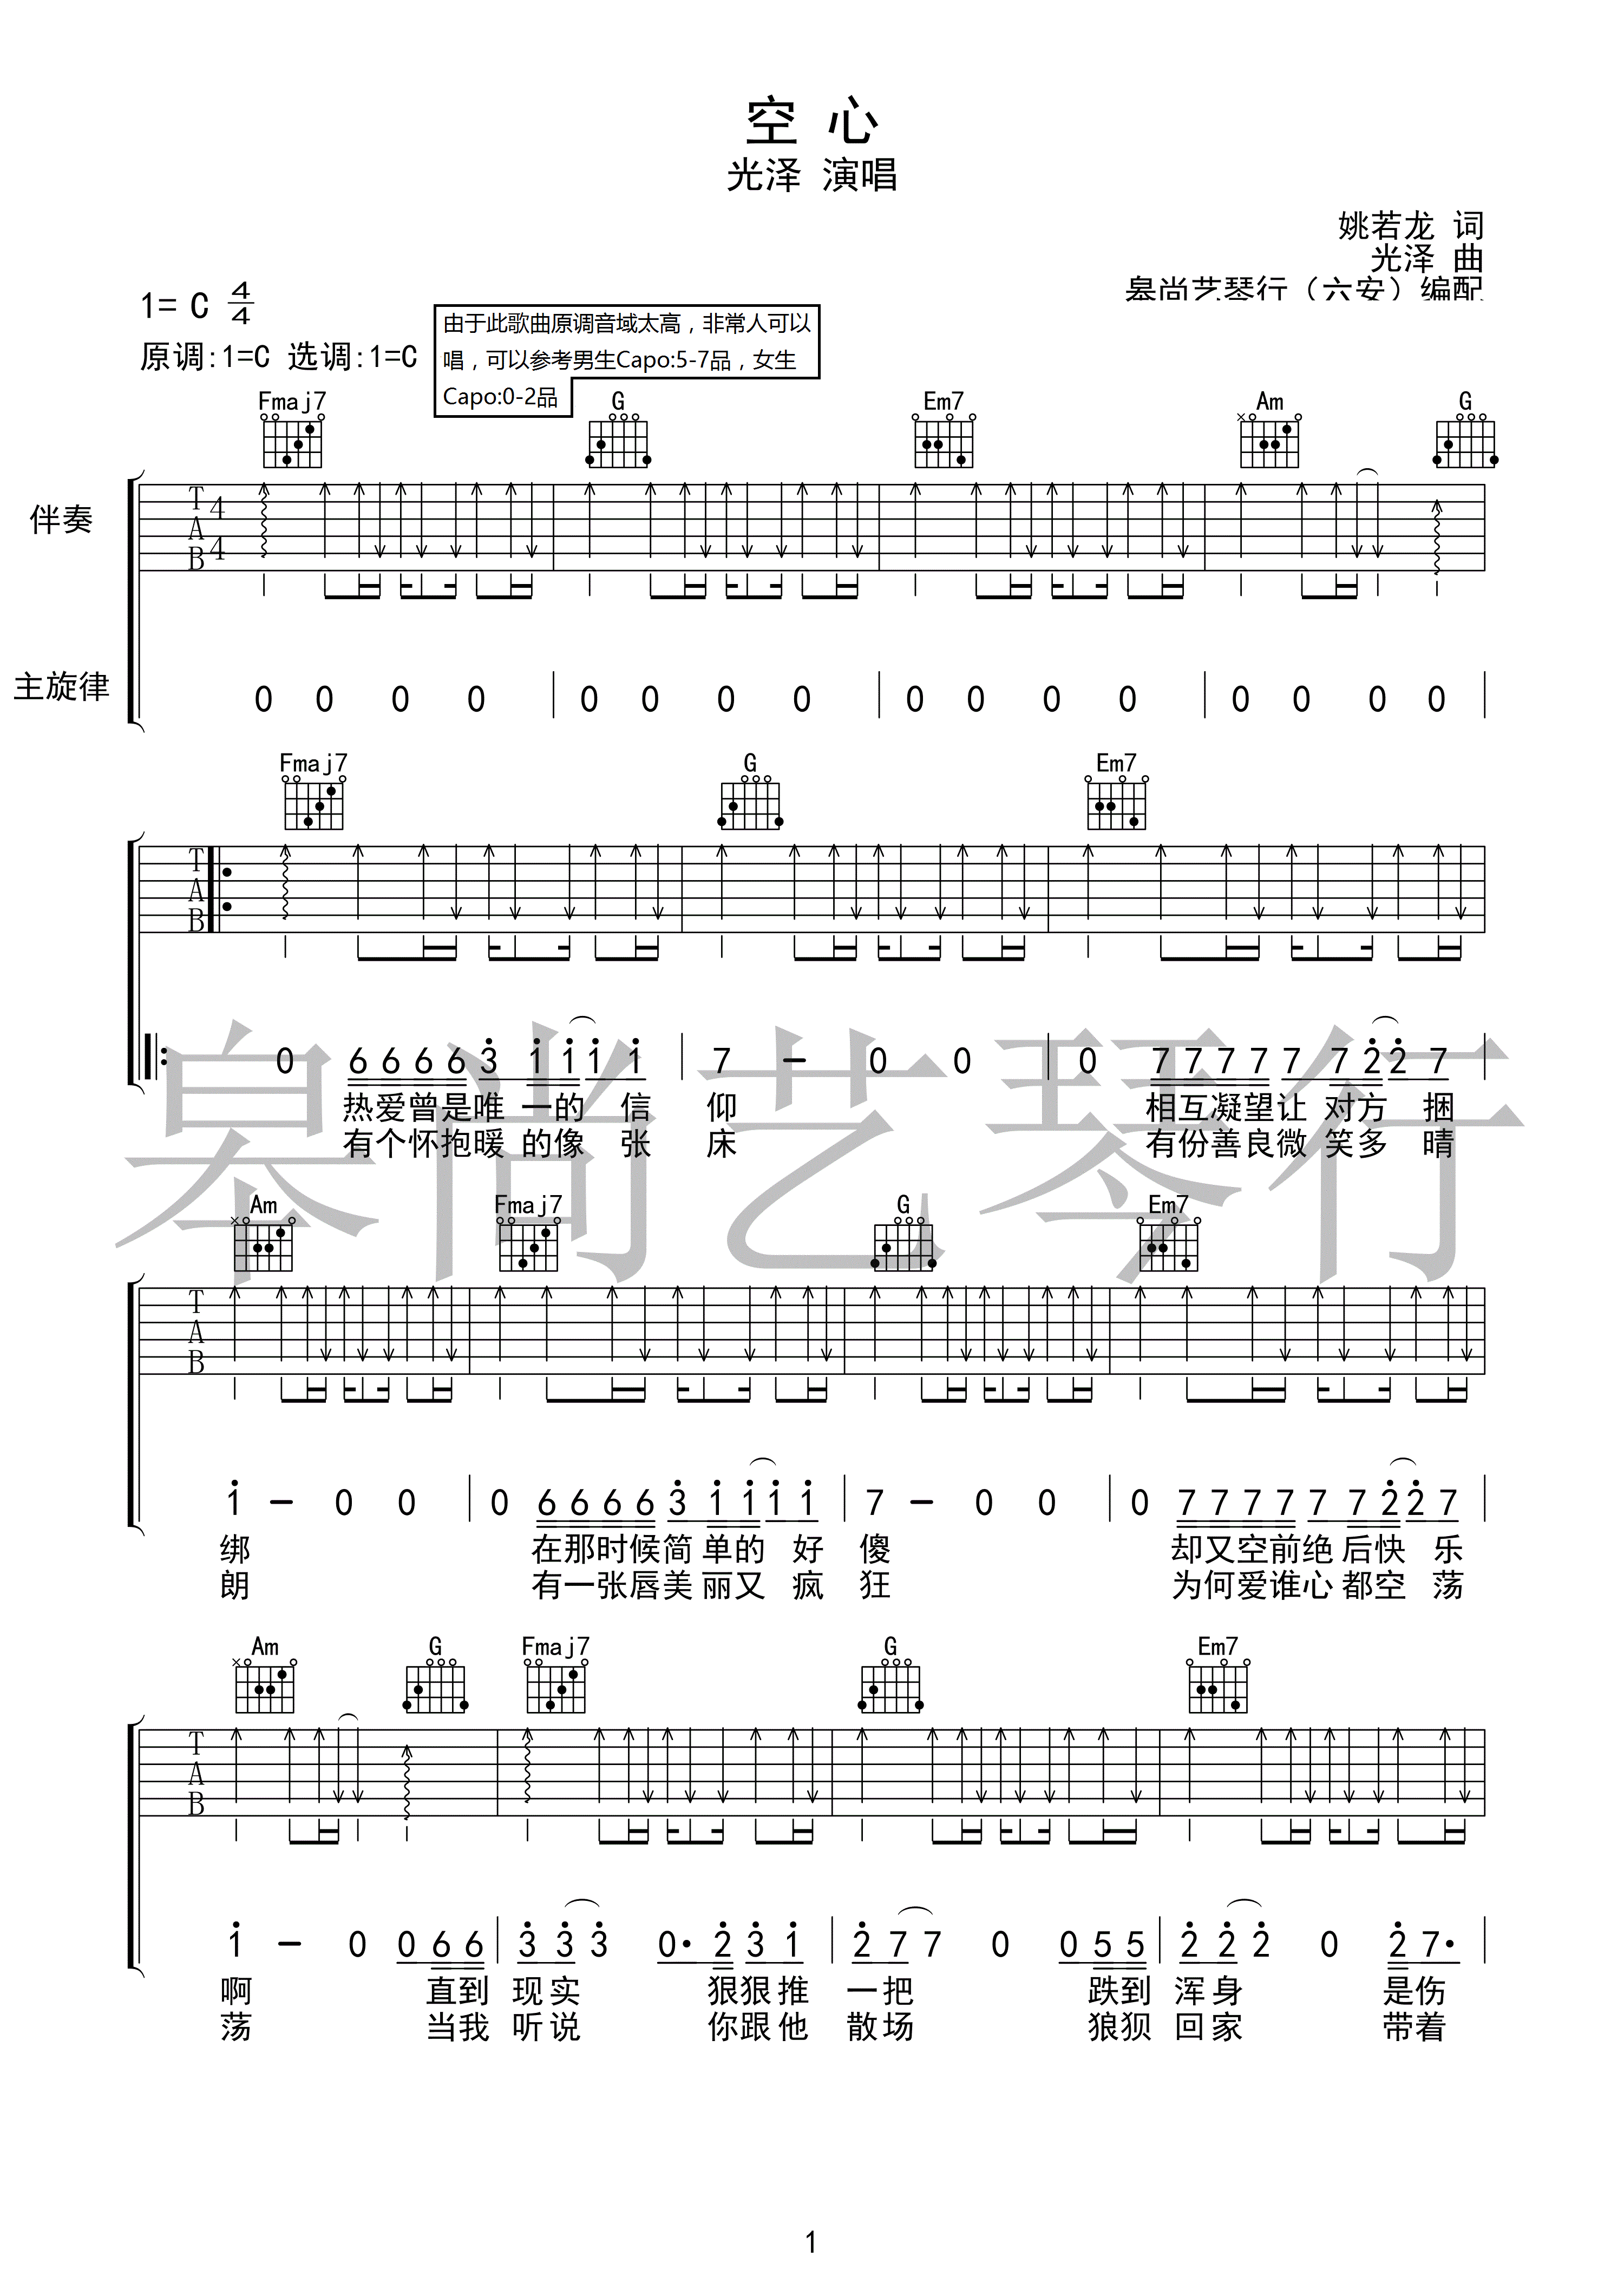 空 心
光泽 演唱
姚若龙 词
光泽 曲
皋尚艺琴行（六安）编配
1= C 4/4
原调:1=C 选调:1=C
由于此歌曲原调音域太高，非常人可以
唱，可以参考男生Capo:5-7品，女生
Capo:0-2品
Fmaj7 G Em7 Am G
伴奏
T A B 4 4
主旋律
0 0 0 0 | 0 0 0 0 | 0 0 0 0 | 0 0 0 0 |
Fmaj7 G Em7
T A B
0 6 6 6 6 3 1 1 1 1 | 7 - 0 0 | 0 7 7 7 7 7 7 2 2 7 |
热爱曾是唯 一的 信 仰 相互凝望让 对方 捆
有个怀抱暖 的像 张 床 有份善良微 笑多 晴
皋尚艺琴行
Am Fmaj7 G Em7
T A B
1 - 0 0 | 0 6 6 6 6 3 1 1 1 1 | 7 - 0 0 | 0 7 7 7 7 7 7 2 2 7 |
绑 在那时候简 单的 好 傻 却又空前绝 后快 乐
朗 有一张唇美 丽又 疯 狂 为何爱谁心 都空 荡
Am G Fmaj7 G Em7
T A B
1 - 0 0 6 6 | 3 3 3 0· 2 3 1 | 2 7 7 0 0 5 5 | 2 2 2 0 2 7· |
啊 直到 现实 狠狠推 一把 跌到 浑身 是伤
荡 当我 听说 你跟他 散场 狼狈 回家 带着
1